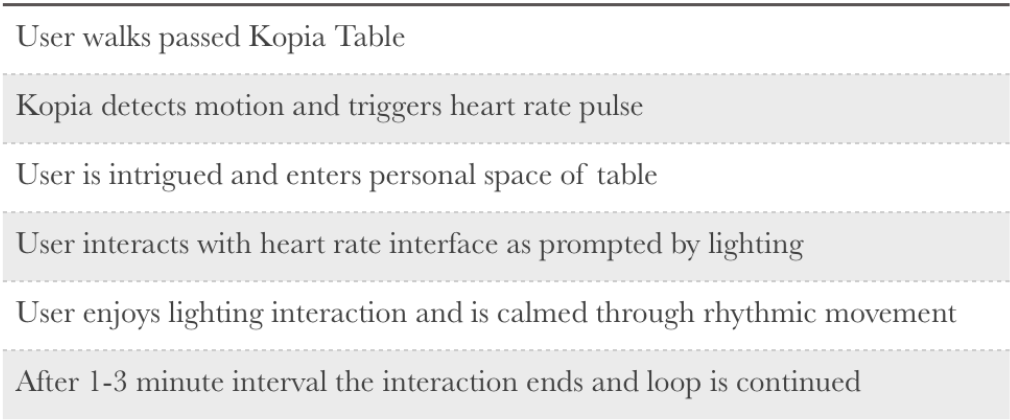 User walks passed Kopia Table
Kopia detects motion and triggers heart rate pulse
User is intrigued and enters personal space of table
User interacts with heart rate interface as prompted by lighting
User enjoys lighting interaction and is calmed through rhythmic movement
After 1-3 minute interval the interaction ends and loop is continued